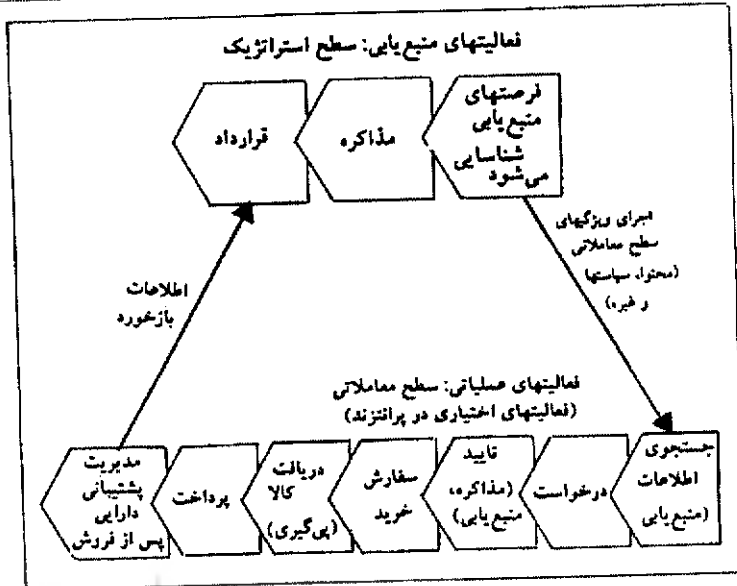 فعالیتهای منبع‌یابی: سطح استراتژیک
فرصتهای
منبع‌یابی
شناسایی
می‌شود
مذاکره
قرارداد
اجرای ویژگیهای
سطح معاملاتی
(محتوا، سیاستها
و غیره)
اطلاعات
بازخورد
فعالیتهای عملیاتی: سطح معاملاتی
(فعالیتهای اختیاری در پرانتزند)
جستجوی
اطلاعات
(منبع‌یابی)
درخواست
تایید
(مذاکره،
منبع‌یابی)
سفارش
خرید
دریافت
کالا
(پی‌گیری)
پرداخت
مدیریت
پشتیبانی
دارایی
پس از فروش